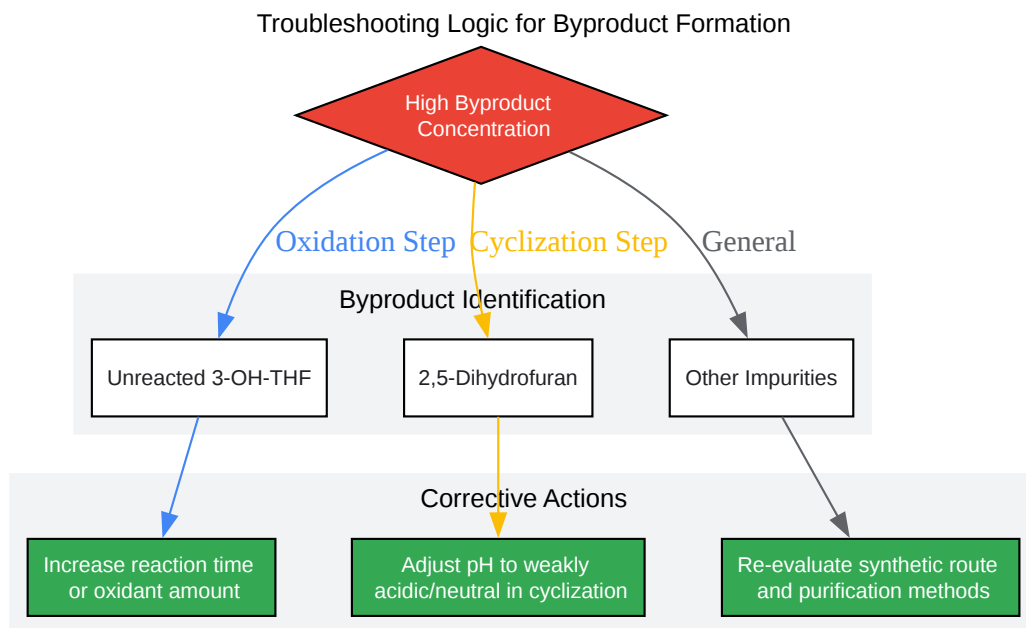 Troubleshooting Logic for Byproduct Formation
High Byproduct
Concentration
Oxidation Step
Cyclization Step
General
Byproduct Identification
Unreacted 3-OH-THF
2,5-Dihydrofuran
Other Impurities
Corrective Actions
Increase reaction time
or oxidant amount
Adjust pH to weakly
acidic/neutral in cyclization
Re-evaluate synthetic route
and purification methods